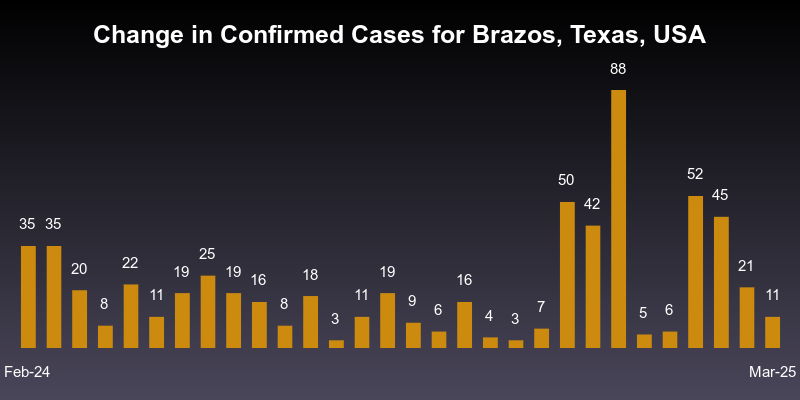 Change in Confirmed Cases for Brazos, Texas, USA
35 35 20 8 22 11 19 25 19 16 8 18 3 11 19 9 6 16 4 3 7 50 42 88 5 6 52 45 21 11
Feb-24 Mar-25